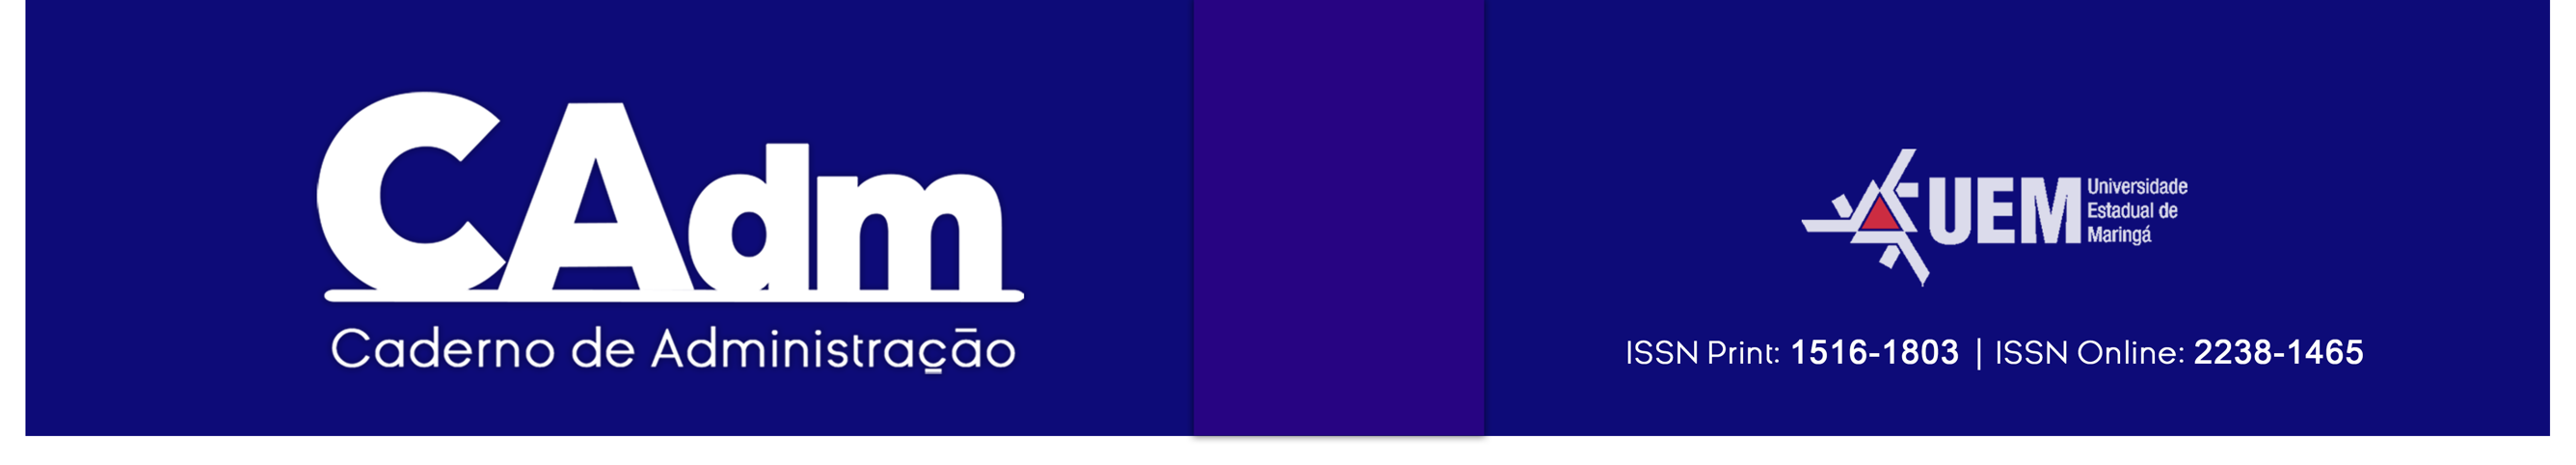 CAdm
Caderno de Administração
UEM
Universidade
Estadual de
Maringá
ISSN Print: 1516-1803 | ISSN Online: 2238-1465